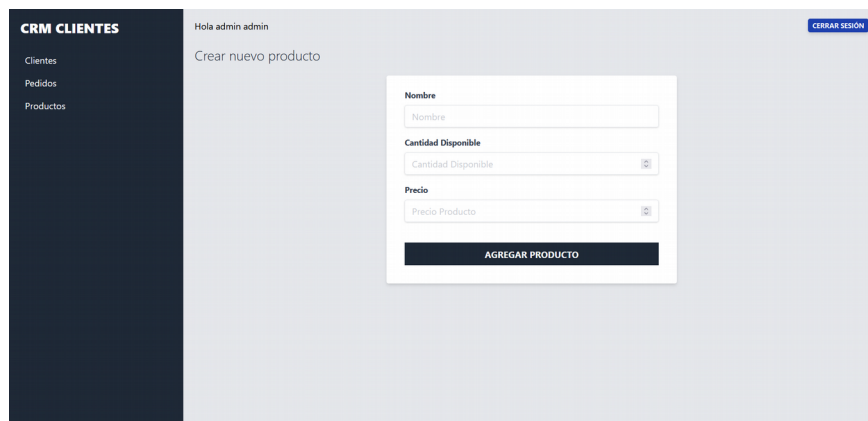 CRM CLIENTES
Clientes
Pedidos
Productos
Hola admin admin
CERRAR SESIÓN
Crear nuevo producto
Nombre
Nombre
Cantidad Disponible
Cantidad Disponible
Precio
Precio Producto
AGREGAR PRODUCTO